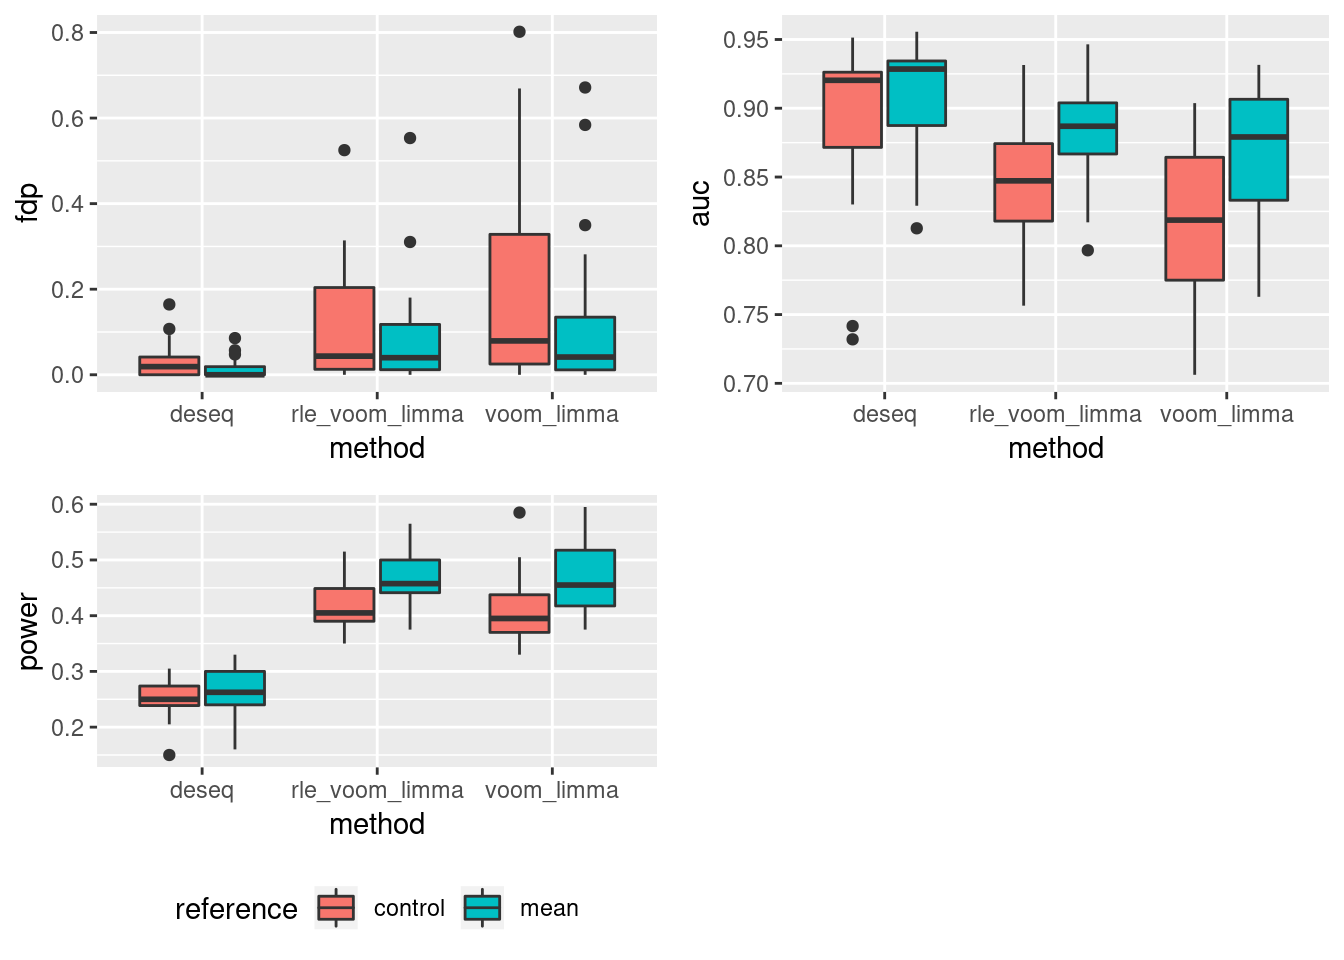 fdp
0.8
0.6
0.4
0.2
0.0
deseq rle_voom_limma voom_limma
method
auc
0.95
0.90
0.85
0.80
0.75
0.70
deseq rle_voom_limma voom_limma
method
power
0.6
0.5
0.4
0.3
0.2
deseq rle_voom_limma voom_limma
method
reference control mean